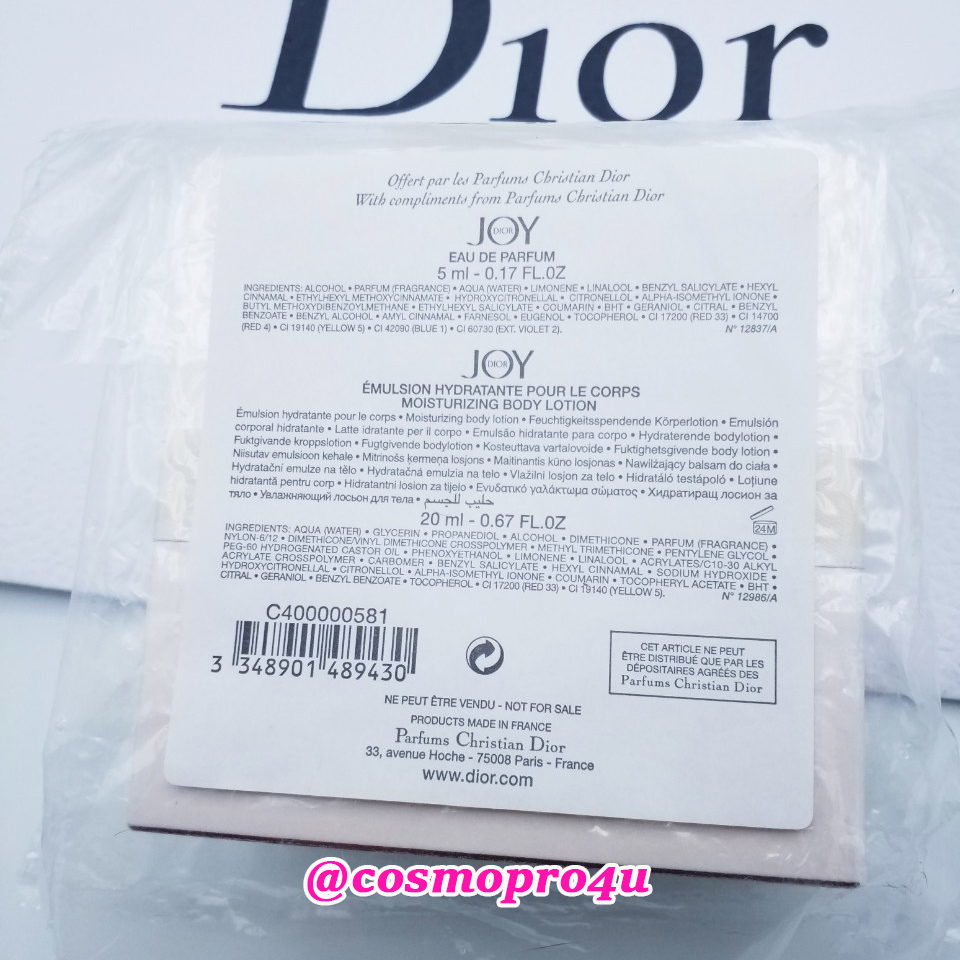 Dior
Offert par les Parfums Christian Dior
With compliments from Parfums Christian Dior
JOY
DIOR
EAU DE PARFUM
5 ml - 0.17 FL.OZ
INGREDIENTS: ALCOHOL • PARFUM (FRAGRANCE) • AQUA (WATER) • LIMONENE • LINALOOL • BENZYL SALICYLATE • HEXYL
CINNAMAL • ETHYLHEXYL METHOXYCINNAMATE • HYDROXYCITRONELLAL • CITRONELLOL • ALPHA-ISOMETHYL IONONE •
BUTYL METHOXYDIBENZOYLMETHANE • ETHYLHEXYL SALICYLATE • COUMARIN • BHT • GERANIOL • CITRAL • BENZYL
BENZOATE • BENZYL ALCOHOL • AMYL CINNAMAL • FARNESOL • EUGENOL • TOCOPHEROL • CI 17200 (RED 33) • CI 14700
(RED 4) • CI 19140 (YELLOW 5) • CI 42090 (BLUE 1) • CI 60730 (EXT. VIOLET 2). N° 12837/A
JOY
DIOR
ÉMULSION HYDRATANTE POUR LE CORPS
MOISTURIZING BODY LOTION
Émulsion hydratante pour le corps • Moisturizing body lotion • Feuchtigkeitsspendende Körperlotion • Emulsión
corporal hidratante • Latte idratante per il corpo • Emulsão hidratante para corpo • Hydraterende bodylotion •
Fuktgivande kroppslotion • Fugtgivende bodylotion • Kosteuttava vartalovoide • Fuktighetsgivende body lotion •
Niisutav emulsioon kehale • Mitrinošs ķermeņa losjons • Maitinantis kūno losjonas • Nawilżający balsam do ciała •
Hydratační emulze na tělo • Hydratačná emulzia na telo • Vlažilni losjon za telo • Hidratáló testápoló • Loțiune
hidratantă pentru corp • Hidratantni losion za tijelo • Ενυδατικό γαλάκτωμα σώματος • Хидратиращ лосион за
тяло • Увлажняющий лосьон для тела • حليب للجسم
20 ml - 0.67 FL.OZ
24M
INGREDIENTS: AQUA (WATER) • GLYCERIN • PROPANEDIOL • ALCOHOL • DIMETHICONE • PARFUM (FRAGRANCE) •
NYLON-6/12 • DIMETHICONE/VINYL DIMETHICONE CROSSPOLYMER • METHYL TRIMETHICONE • PENTYLENE GLYCOL •
PEG-60 HYDROGENATED CASTOR OIL • PHENOXYETHANOL • LIMONENE • LINALOOL • ACRYLATES/C10-30 ALKYL
ACRYLATE CROSSPOLYMER • CARBOMER • BENZYL SALICYLATE • HEXYL CINNAMAL • SODIUM HYDROXIDE •
HYDROXYCITRONELLAL • CITRONELLOL • ALPHA-ISOMETHYL IONONE • COUMARIN • TOCOPHERYL ACETATE • BHT •
CITRAL • GERANIOL • BENZYL BENZOATE • TOCOPHEROL • CI 17200 (RED 33) • CI 19140 (YELLOW 5). N° 12986/A
C400000581
3 348901 489430
CET ARTICLE NE PEUT
ÊTRE DISTRIBUÉ QUE PAR LES
DÉPOSITAIRES AGRÉÉS DES
Parfums Christian Dior
NE PEUT ÊTRE VENDU - NOT FOR SALE
PRODUCTS MADE IN FRANCE
Parfums Christian Dior
33, avenue Hoche - 75008 Paris - France
www.dior.com
@cosmopro4u